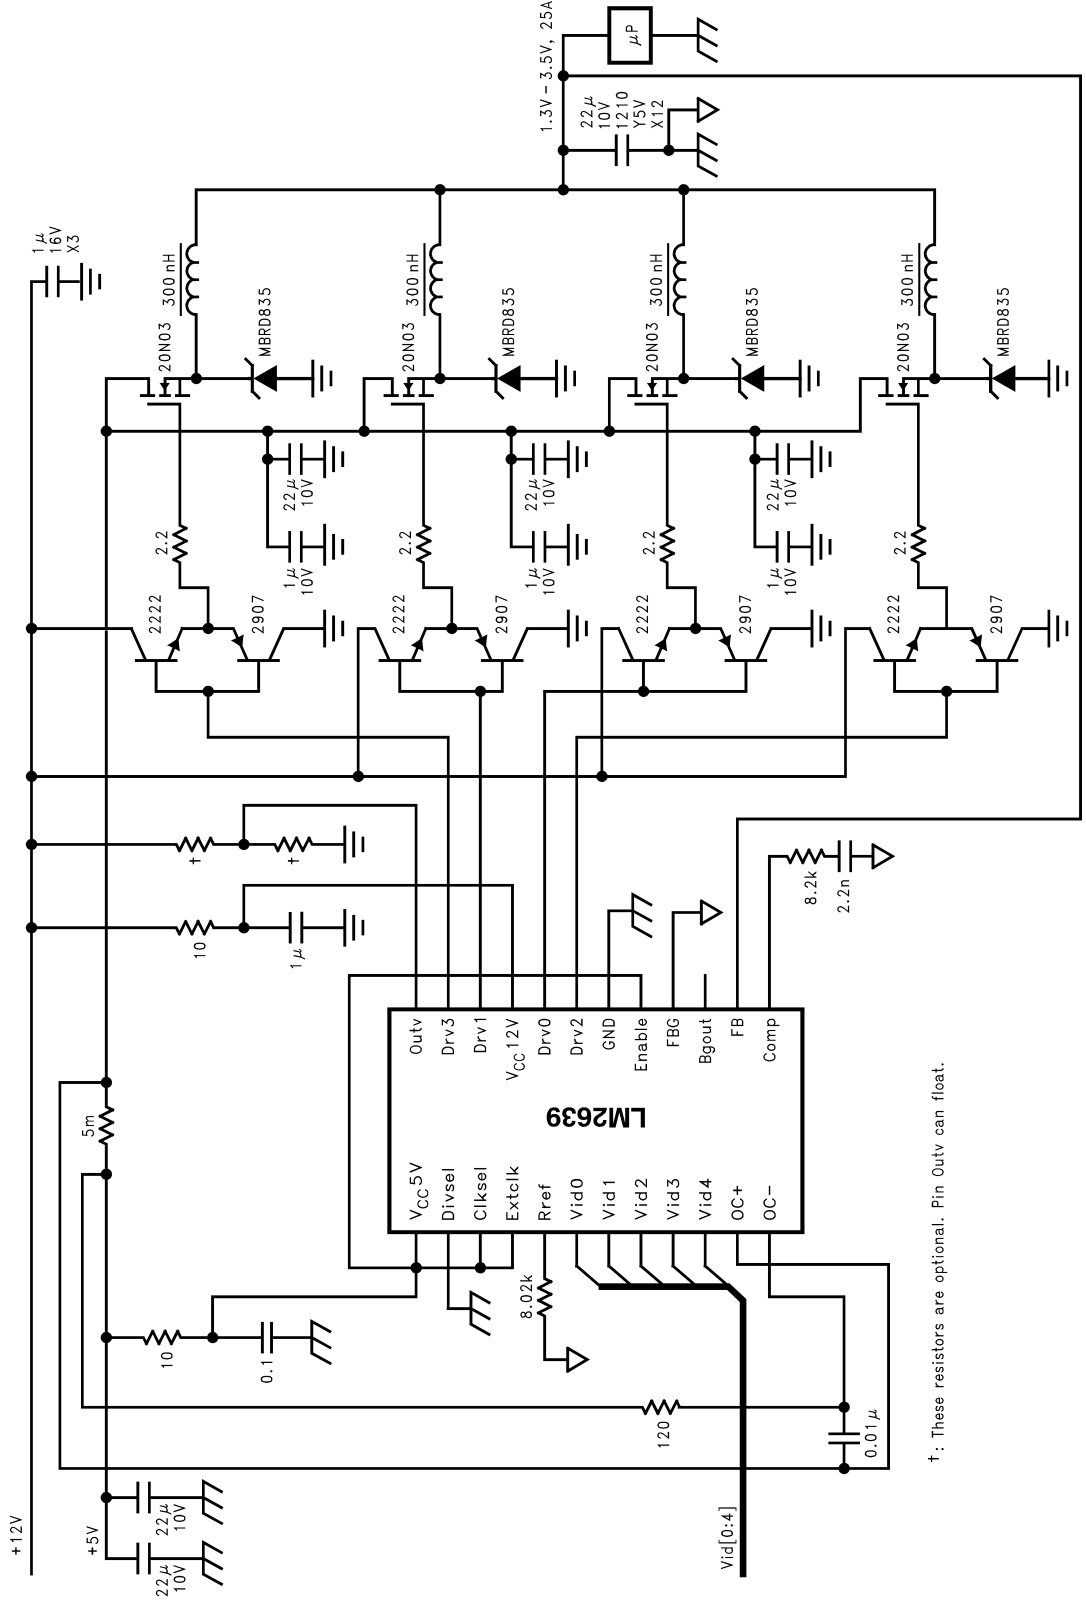 +12V
+5V
22µ
10V
22µ
10V
10
0.1
5m
10
1µ
†
†
1µ
16V
X3
2222
2907
2.2
1µ
10V
22µ
10V
20N03
300 nH
MBRD835
2222
2907
2.2
1µ
10V
22µ
10V
20N03
300 nH
MBRD835
2222
2907
2.2
1µ
10V
22µ
10V
20N03
300 nH
MBRD835
2222
2907
2.2
20N03
300 nH
MBRD835
1.3V – 3.5V, 25A
22µ
10V
1210
Y5V
X12
µP
VCC 5V
Divsel
Clksel
Extclk
Rref
Vid0
Vid1
Vid2
Vid3
Vid4
OC+
OC–
LM2639
Outv
Drv3
Drv1
VCC 12V
Drv0
Drv2
GND
Enable
FBG
Bgout
FB
Comp
8.02k
120
0.01µ
8.2k
2.2n
Vid[0:4]
†: These resistors are optional. Pin Outv can float.